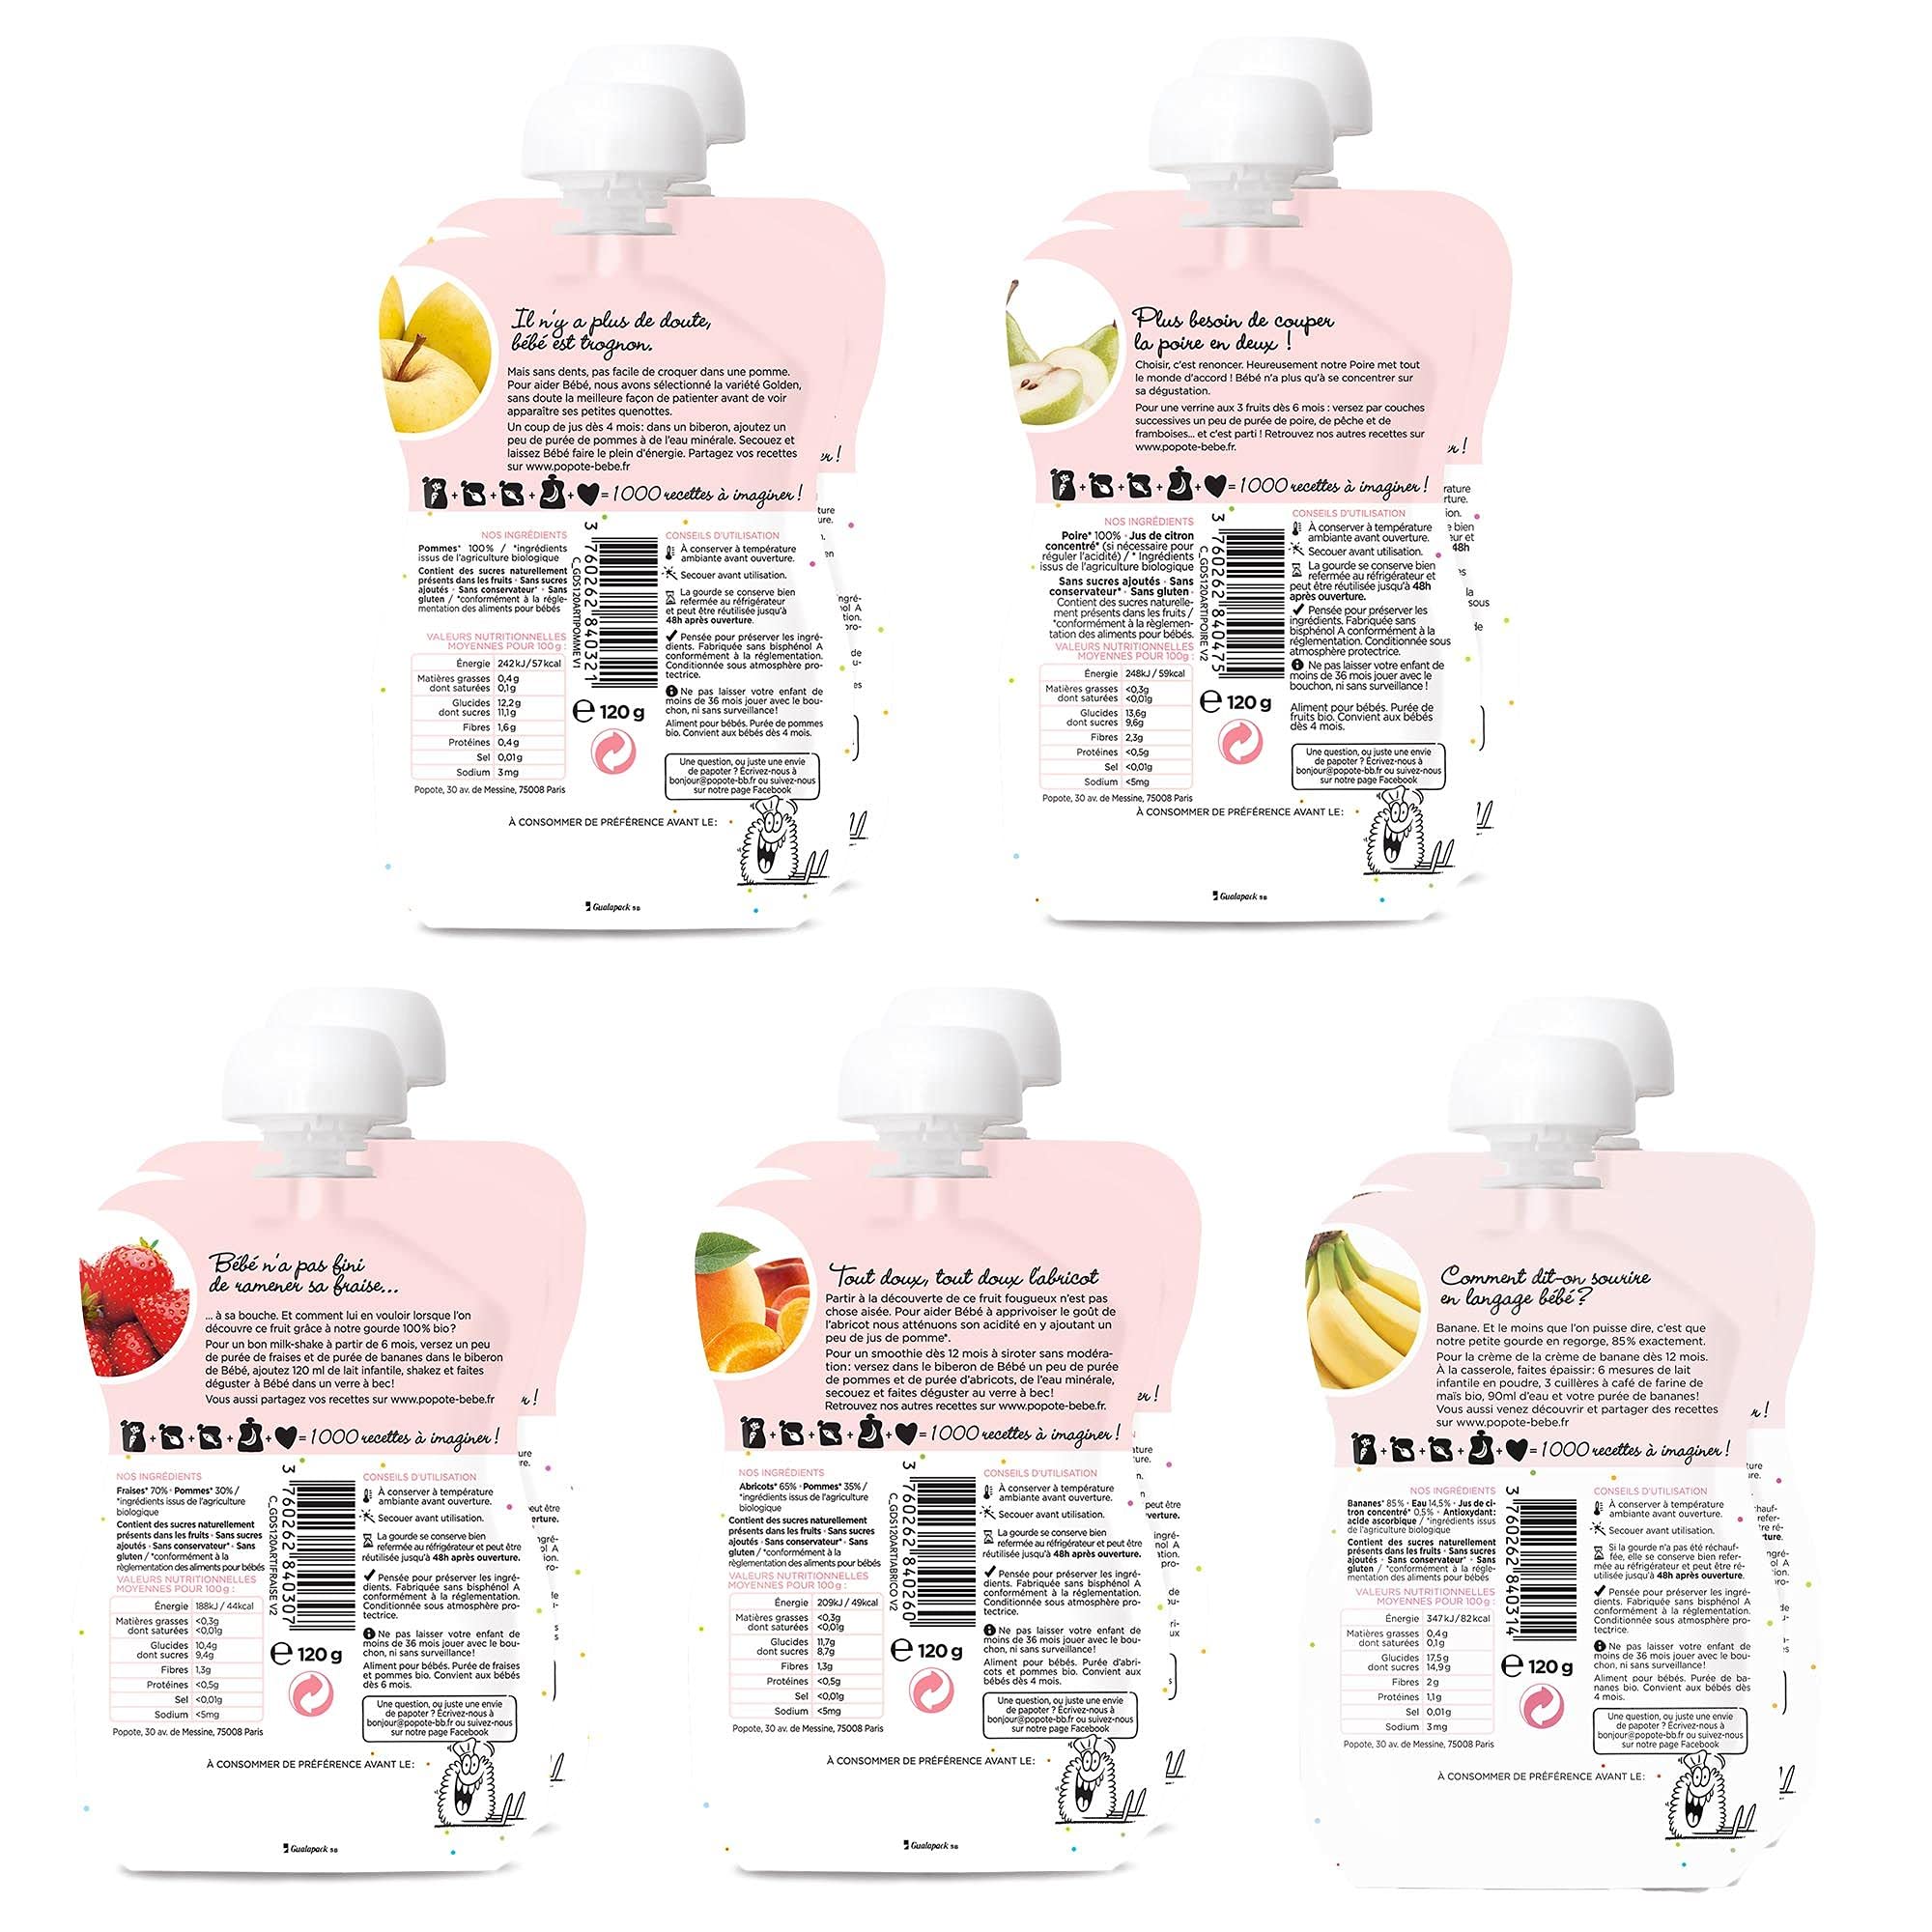 Il n'y a plus de doute,
bébé est trognon.
Mais sans dents, pas facile de croquer dans une pomme.
Pour aider Bébé, nous avons sélectionné la variété Golden,
sans doute la meilleure façon de patienter avant de voir
apparaître ses petites quenottes.
Un coup de jus dès 4 mois: dans un biberon, ajoutez un
peu de purée de pommes à de l'eau minérale. Secouez et
laissez Bébé faire le plein d'énergie. Partagez vos recettes
sur www.popote-bebe.fr
+ + + + = 1000 recettes à imaginer !
NOS INGRÉDIENTS
Pommes* 100% / *ingrédients
issus de l'agriculture biologique
Contient des sucres naturellement
présents dans les fruits · Sans sucres
ajoutés · Sans conservateur* · Sans
gluten / *conformément à la règle-
mentation des aliments pour bébés
VALEURS NUTRITIONNELLES
MOYENNES POUR 100g :
Énergie 242kJ/57kcal
Matières grasses 0,4g
dont saturées 0,1g
Glucides 12,2g
dont sucres 11,1g
Fibres 1,6g
Protéines 0,4g
Sel 0,01g
Sodium 3mg
Popote, 30 av. de Messine, 75008 Paris
3 760262 840321
C_GDS120ARTIPOMME V1
e 120 g
CONSEILS D'UTILISATION
À conserver à température
ambiante avant ouverture.
Secouer avant utilisation.
La gourde se conserve bien
refermée au réfrigérateur
et peut être réutilisée jusqu'à
48h après ouverture.
Pensée pour préserver les ingré-
dients. Fabriquée sans bisphénol A
conformément à la réglementation.
Conditionnée sous atmosphère pro-
tectrice.
Ne pas laisser votre enfant de
moins de 36 mois jouer avec le bou-
chon, ni sans surveillance!
Aliment pour bébés. Purée de pommes
bio. Convient aux bébés dès 4 mois.
Une question, ou juste une envie
de papoter ? Écrivez-nous à
bonjour@popote-bb.fr ou suivez-nous
sur notre page Facebook
À CONSOMMER DE PRÉFÉRENCE AVANT LE:
Gualapack
Plus besoin de couper
la poire en deux !
Choisir, c'est renoncer. Heureusement notre Poire met tout
le monde d'accord ! Bébé n'a plus qu'à se concentrer sur
sa dégustation.
Pour une verrine aux 3 fruits dès 6 mois : versez par couches
successives un peu de purée de poire, de pêche et de
framboises... et c'est parti ! Retrouvez nos autres recettes sur
www.popote-bebe.fr.
+ + + + = 1000 recettes à imaginer !
NOS INGRÉDIENTS
Poire* 100% · Jus de citron
concentré* (si nécessaire pour
réguler l'acidité) / * Ingrédients
issus de l'agriculture biologique
Sans sucres ajoutés · Sans
conservateur* · Sans gluten ·
Contient des sucres naturelle-
ment présents dans les fruits /
*conformément à la règlemen-
tation des aliments pour bébés.
VALEURS NUTRITIONNELLES
MOYENNES POUR 100g :
Énergie 248kJ / 59kcal
Matières grasses <0,3g
dont saturées <0,01g
Glucides 13,6g
dont sucres 9,6g
Fibres 2,3g
Protéines <0,5g
Sel <0,01g
Sodium <5mg
Popote, 30 av. de Messine, 75008 Paris
3 760262 840475
C_GDS120ARTIPOIRE V2
e 120 g
CONSEILS D'UTILISATION
À conserver à température
ambiante avant ouverture.
Secouer avant utilisation.
La gourde se conserve bien
refermée au réfrigérateur et
peut être réutilisée jusqu'à 48h
après ouverture.
Pensée pour préserver les
ingrédients. Fabriquée sans
bisphénol A conformément à la
réglementation. Conditionnée sous
atmosphère protectrice.
Ne pas laisser votre enfant de
moins de 36 mois jouer avec le
bouchon, ni sans surveillance !
Aliment pour bébés. Purée de
fruits bio. Convient aux bébés
dès 4 mois.
Une question, ou juste une envie
de papoter ? Écrivez-nous à
bonjour@popote-bb.fr ou suivez-nous
sur notre page Facebook
À CONSOMMER DE PRÉFÉRENCE AVANT LE:
Gualapack
Bébé n'a pas fini
de ramener sa fraise...
... à sa bouche. Et comment lui en vouloir lorsque l'on
découvre ce fruit grâce à notre gourde 100% bio?
Pour un bon milk-shake à partir de 6 mois, versez un peu
de purée de fraises et de purée de bananes dans le biberon
de Bébé, ajoutez 120 ml de lait infantile, shakez et faites
déguster à Bébé dans un verre à bec!
Vous aussi partagez vos recettes sur www.popote-bebe.fr
+ + + + = 1000 recettes à imaginer !
NOS INGRÉDIENTS
Fraises* 70% · Pommes* 30% /
*ingrédients issus de l'agriculture
biologique
Contient des sucres naturellement
présents dans les fruits · Sans sucres
ajoutés · Sans conservateur* · Sans
gluten / *conformément à la
règlementation des aliments pour bébés
VALEURS NUTRITIONNELLES
MOYENNES POUR 100g :
Énergie 188kJ / 44kcal
Matières grasses <0,3g
dont saturées <0,01g
Glucides 10,4g
dont sucres 9,4g
Fibres 1,3g
Protéines <0,5g
Sel <0,01g
Sodium <5mg
Popote, 30 av. de Messine, 75008 Paris
3 760262 840307
C_GDS120ARTIFRAISE V2
e 120 g
CONSEILS D'UTILISATION
À conserver à température
ambiante avant ouverture.
Secouer avant utilisation.
La gourde se conserve bien
refermée au réfrigérateur et peut être
réutilisée jusqu'à 48h après ouverture.
Pensée pour préserver les ingré-
dients. Fabriquée sans bisphénol A
conformément à la réglementation.
Conditionnée sous atmosphère pro-
tectrice.
Ne pas laisser votre enfant de
moins de 36 mois jouer avec le bou-
chon, ni sans surveillance!
Aliment pour bébés. Purée de fraises
et pommes bio. Convient aux bébés
dès 6 mois.
Une question, ou juste une envie
de papoter ? Écrivez-nous à
bonjour@popote-bb.fr ou suivez-nous
sur notre page Facebook
À CONSOMMER DE PRÉFÉRENCE AVANT LE:
Gualapack
Tout doux, tout doux l'abricot
Partir à la découverte de ce fruit fougueux n'est pas
chose aisée. Pour aider Bébé à apprivoiser le goût de
l'abricot nous atténuons son acidité en y ajoutant un
peu de jus de pomme*.
Pour un smoothie dès 12 mois à siroter sans modéra-
tion: versez dans le biberon de Bébé un peu de purée
de pommes et de purée d'abricots, de l'eau minérale,
secouez et faites déguster au verre à bec!
Retrouvez nos autres recettes sur www.popote-bebe.fr.
+ + + + = 1000 recettes à imaginer !
NOS INGRÉDIENTS
Abricots* 65% · Pommes* 35% /
*ingrédients issus de l'agriculture
biologique
Contient des sucres naturellement
présents dans les fruits · Sans sucres
ajoutés · Sans conservateur* · Sans
gluten / *conformément à la
règlementation des aliments pour bébés
VALEURS NUTRITIONNELLES
MOYENNES POUR 100g :
Énergie 209kJ / 49kcal
Matières grasses <0,3g
dont saturées <0,01g
Glucides 11,7g
dont sucres 8,7g
Fibres 1,3g
Protéines <0,5g
Sel <0,01g
Sodium <5mg
Popote, 30 av. de Messine, 75008 Paris
3 760262 840260
C_GDS120ARTIABRICO V2
e 120 g
CONSEILS D'UTILISATION
À conserver à température
ambiante avant ouverture.
Secouer avant utilisation.
La gourde se conserve bien
refermée au réfrigérateur et peut être
réutilisée jusqu'à 48h après ouverture.
Pensée pour préserver les ingré-
dients. Fabriquée sans bisphénol A
conformément à la réglementation.
Conditionnée sous atmosphère pro-
tectrice.
Ne pas laisser votre enfant de
moins de 36 mois jouer avec le bou-
chon, ni sans surveillance!
Aliment pour bébés. Purée d'abri-
cots et pommes bio. Convient aux
bébés dès 4 mois.
Une question, ou juste une envie
de papoter ? Écrivez-nous à
bonjour@popote-bb.fr ou suivez-nous
sur notre page Facebook
À CONSOMMER DE PRÉFÉRENCE AVANT LE:
Gualapack
Comment dit-on sourire
en langage bébé ?
Banane. Et le moins que l'on puisse dire, c'est que
notre petite gourde en regorge, 85% exactement.
Pour la crème de la crème de banane dès 12 mois.
À la casserole, faites épaissir: 6 mesures de lait
infantile en poudre, 3 cuillères à café de farine de
maïs bio, 90ml d'eau et votre purée de bananes!
Vous aussi venez découvrir et partager des recettes
sur www.popote-bebe.fr
+ + + + = 1000 recettes à imaginer !
NOS INGRÉDIENTS
Bananes* 85% · Eau 14,5% · Jus de ci-
tron concentré* 0,5% · Antioxydant:
acide ascorbique / *ingrédients issus
de l'agriculture biologique
Contient des sucres naturellement
présents dans les fruits · Sans sucres
ajoutés · Sans conservateur* · Sans
gluten / *conformément à la règle-
mentation des aliments pour bébés
VALEURS NUTRITIONNELLES
MOYENNES POUR 100g :
Énergie 347kJ/82kcal
Matières grasses 0,4g
dont saturées 0,1g
Glucides 17,5g
dont sucres 14,9g
Fibres 2g
Protéines 1,1g
Sel 0,01g
Sodium 3mg
Popote, 30 av. de Messine, 75008 Paris
3 760262 840314
e 120 g
CONSEILS D'UTILISATION
À conserver à température
ambiante avant ouverture.
Secouer avant utilisation.
Si la gourde n'a pas été réchauf-
fée, elle se conserve bien refer-
mée au réfrigérateur et peut être ré-
utilisée jusqu'à 48h après ouverture.
Pensée pour préserver les ingré-
dients. Fabriquée sans bisphénol A
conformément à la réglementation.
Conditionnée sous atmosphère pro-
tectrice.
Ne pas laisser votre enfant de
moins de 36 mois jouer avec le bou-
chon, ni sans surveillance!
Aliment pour bébés. Purée de ba-
nanes bio. Convient aux bébés dès
4 mois.
Une question, ou juste une envie
de papoter ? Écrivez-nous à
bonjour@popote-bb.fr ou suivez-nous
sur notre page Facebook
À CONSOMMER DE PRÉFÉRENCE AVANT LE: